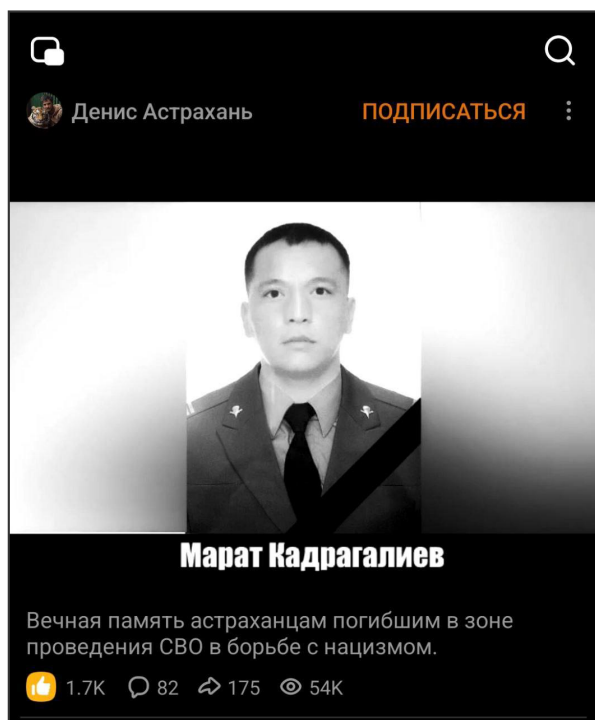 Денис Астрахань
ПОДПИСАТЬСЯ
Марат Кадрагалиев
Вечная память астраханцам погибшим в зоне
проведения СВО в борьбе с нацизмом.
1.7K 82 175 54K